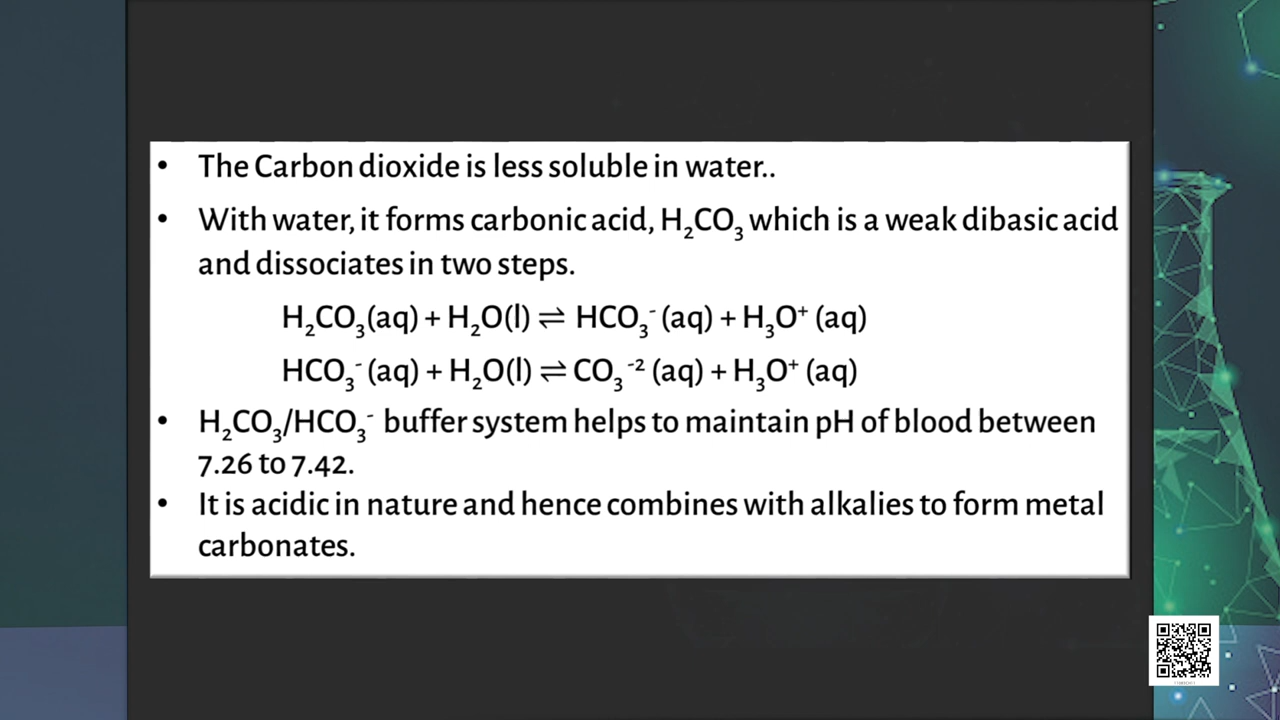 • The Carbon dioxide is less soluble in water..
• With water, it forms carbonic acid, H₂CO₃ which is a weak dibasic acid
and dissociates in two steps.
H₂CO₃(aq) + H₂O(l) ⇌ HCO₃⁻ (aq) + H₃O⁺ (aq)
HCO₃⁻ (aq) + H₂O(l) ⇌ CO₃⁻² (aq) + H₃O⁺ (aq)
• H₂CO₃/HCO₃⁻ buffer system helps to maintain pH of blood between
7.26 to 7.42.
• It is acidic in nature and hence combines with alkalies to form metal
carbonates.